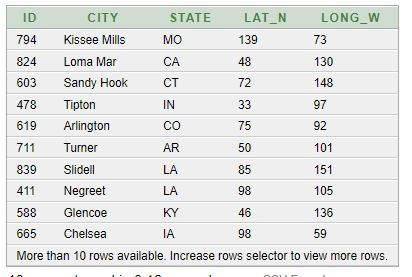 ID CITY STATE LAT_N LONG_W
794 Kissee Mills MO 139 73
824 Loma Mar CA 48 130
603 Sandy Hook CT 72 148
478 Tipton IN 33 97
619 Arlington CO 75 92
711 Turner AR 50 101
839 Slidell LA 85 151
411 Negreet LA 98 105
588 Glencoe KY 46 136
665 Chelsea IA 98 59
More than 10 rows available. Increase rows selector to view more rows.